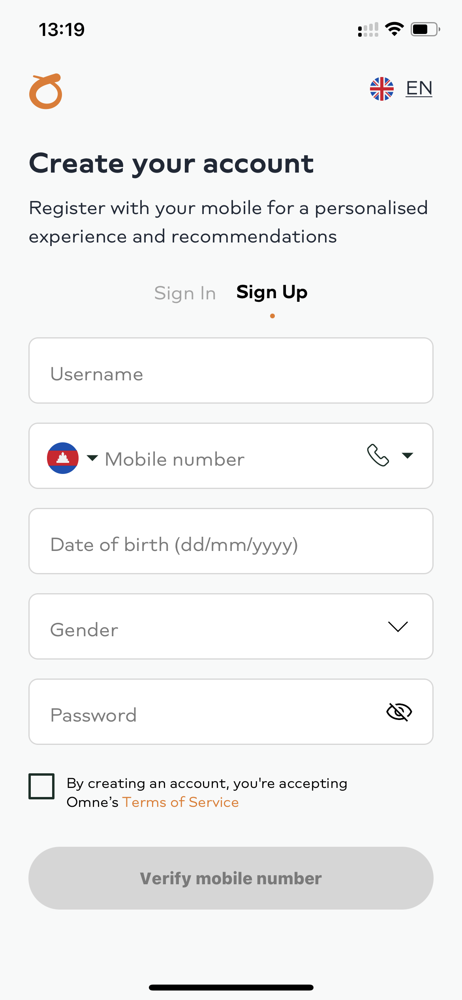 13:19
EN
Create your account
Register with your mobile for a personalised
experience and recommendations
Sign In Sign Up
Username
Mobile number
Date of birth (dd/mm/yyyy)
Gender
Password
By creating an account, you're accepting
Omne’s Terms of Service
Verify mobile number